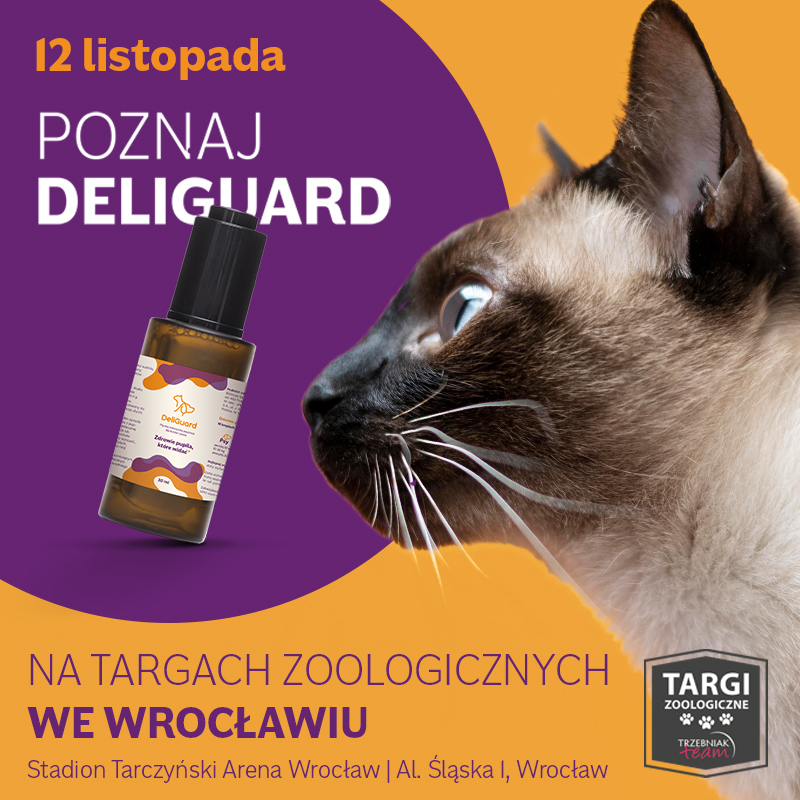 12 listopada
POZNAJ
DELIGUARD
DeliGuard
Zdrowie pupila,
które widać
30 ml
Psy
NA TARGACH ZOOLOGICZNYCH
WE WROCŁAWIU
Stadion Tarczyński Arena Wrocław | Al. Śląska 1, Wrocław
TARGI
ZOOLOGICZNE
TRZEBNIAK
team